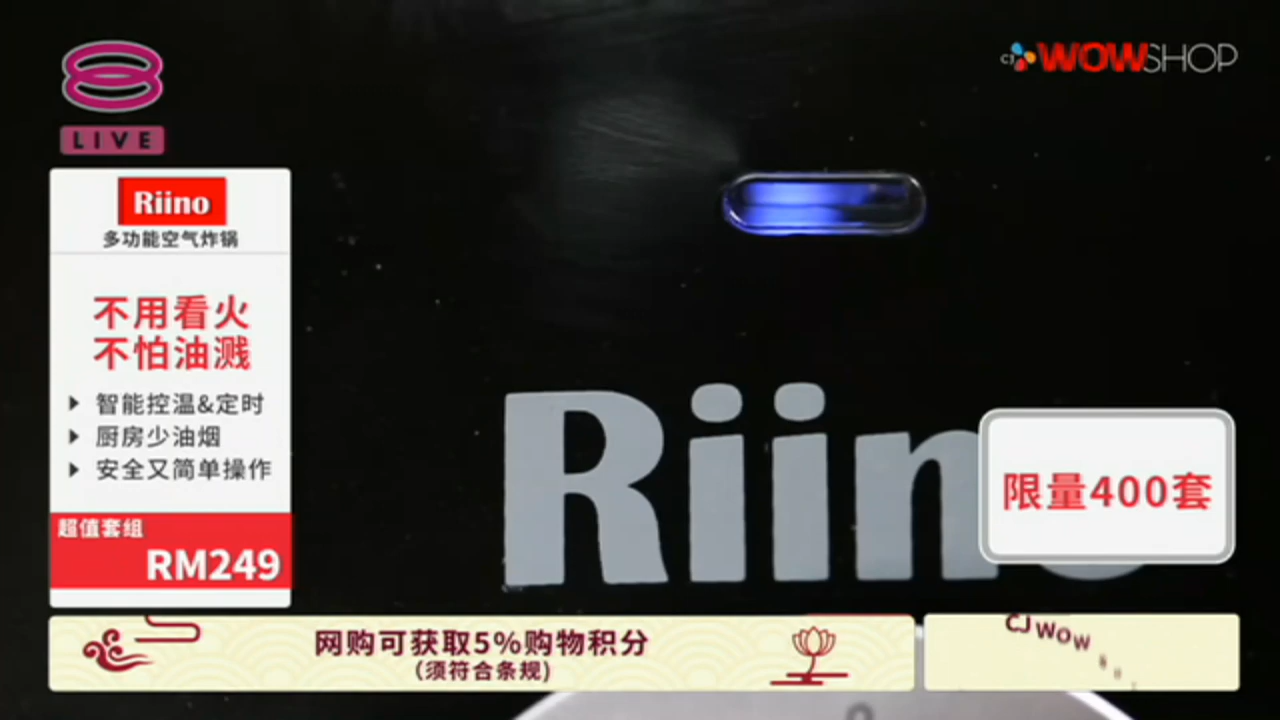 CJ WOWSHOP
LIVE
Riino
多功能空气炸锅
不用看火
不怕油溅
智能控温&定时
厨房少油烟
安全又简单操作
超值套组
RM249
Riin
限量400套
网购可获取5%购物积分
(须符合条规)
CJ WOW